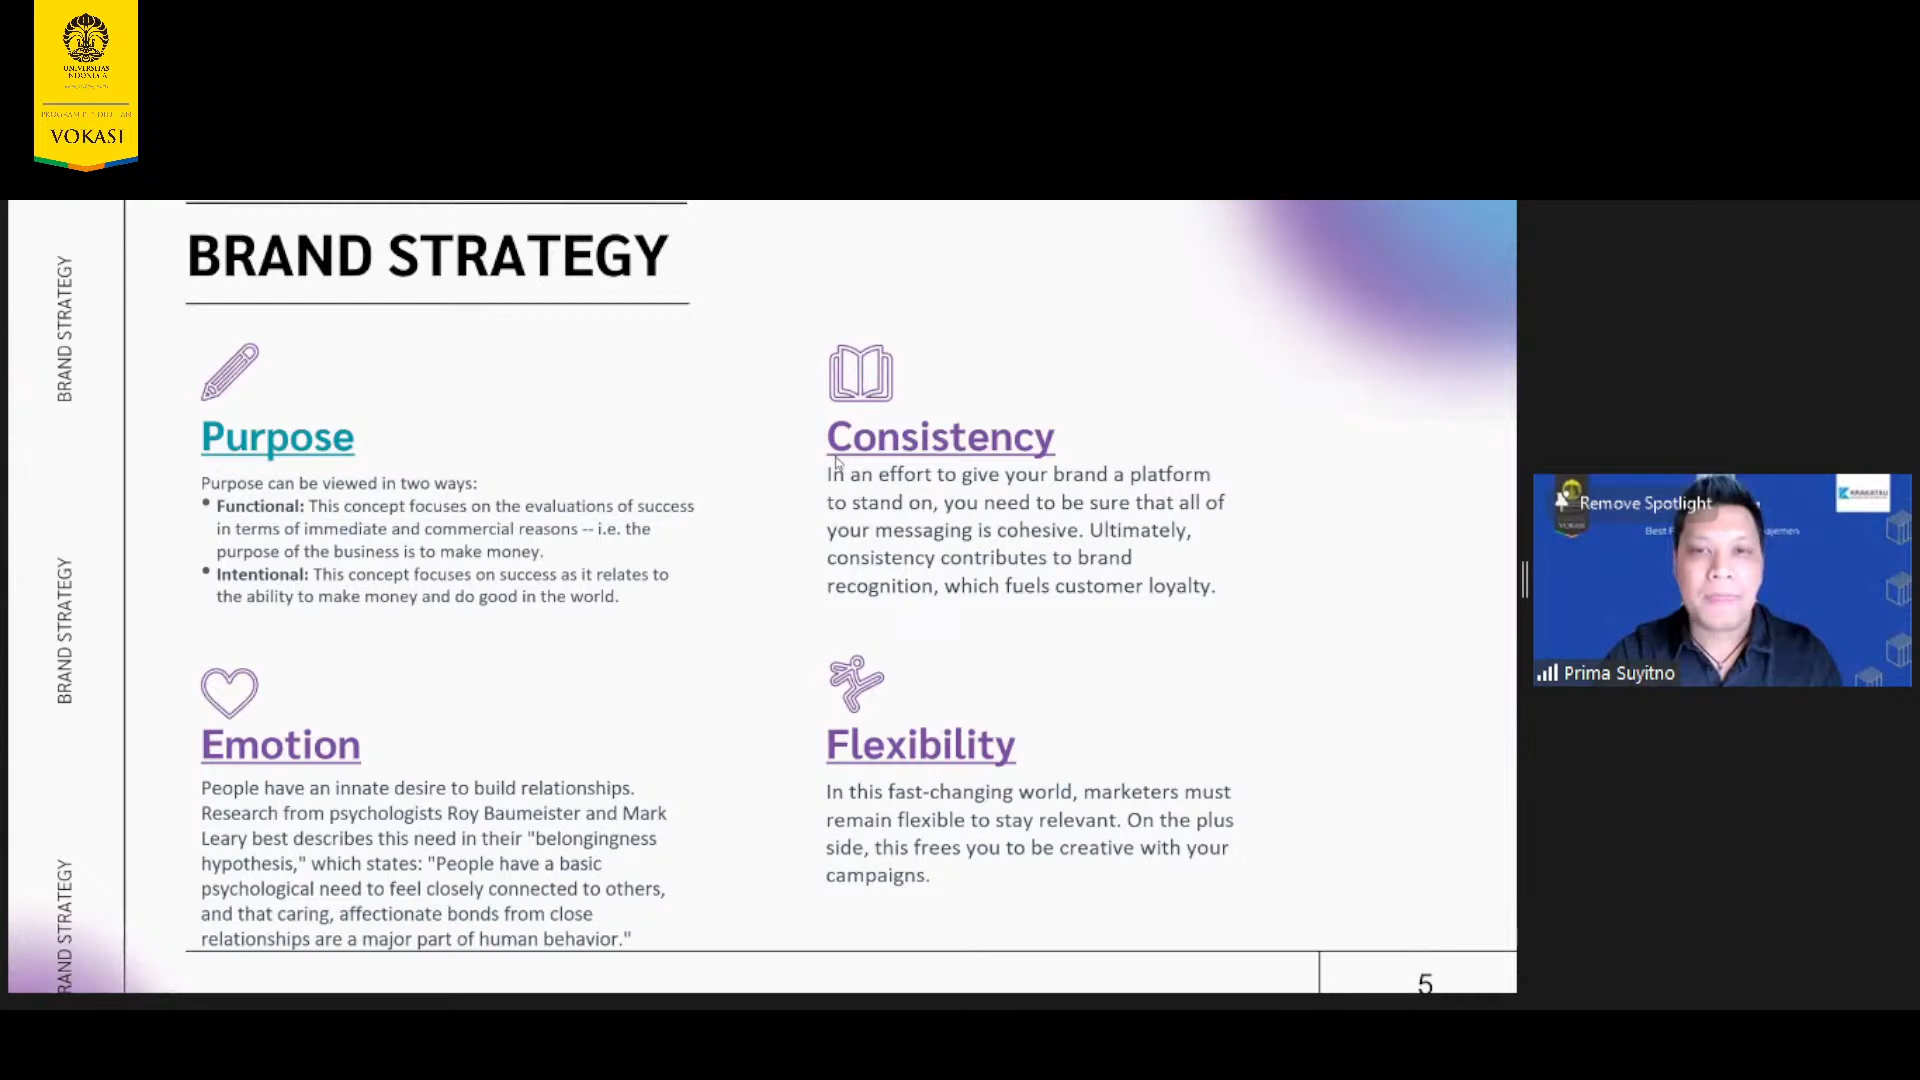 UNIVERSITAS
INDONESIA
VOKASI
BRAND STRATEGY
BRAND STRATEGY
RAND STRATEGY
BRAND STRATEGY
Purpose
Purpose can be viewed in two ways:
• Functional: This concept focuses on the evaluations of success
in terms of immediate and commercial reasons -- i.e. the
purpose of the business is to make money.
• Intentional: This concept focuses on success as it relates to
the ability to make money and do good in the world.
Consistency
In an effort to give your brand a platform
to stand on, you need to be sure that all of
your messaging is cohesive. Ultimately,
consistency contributes to brand
recognition, which fuels customer loyalty.
Emotion
People have an innate desire to build relationships.
Research from psychologists Roy Baumeister and Mark
Leary best describes this need in their "belongingness
hypothesis," which states: "People have a basic
psychological need to feel closely connected to others,
and that caring, affectionate bonds from close
relationships are a major part of human behavior."
Flexibility
In this fast-changing world, marketers must
remain flexible to stay relevant. On the plus
side, this frees you to be creative with your
campaigns.
5
Remove Spotlight
KRAKATAU
VOKASI
Best
Prima Suyitno